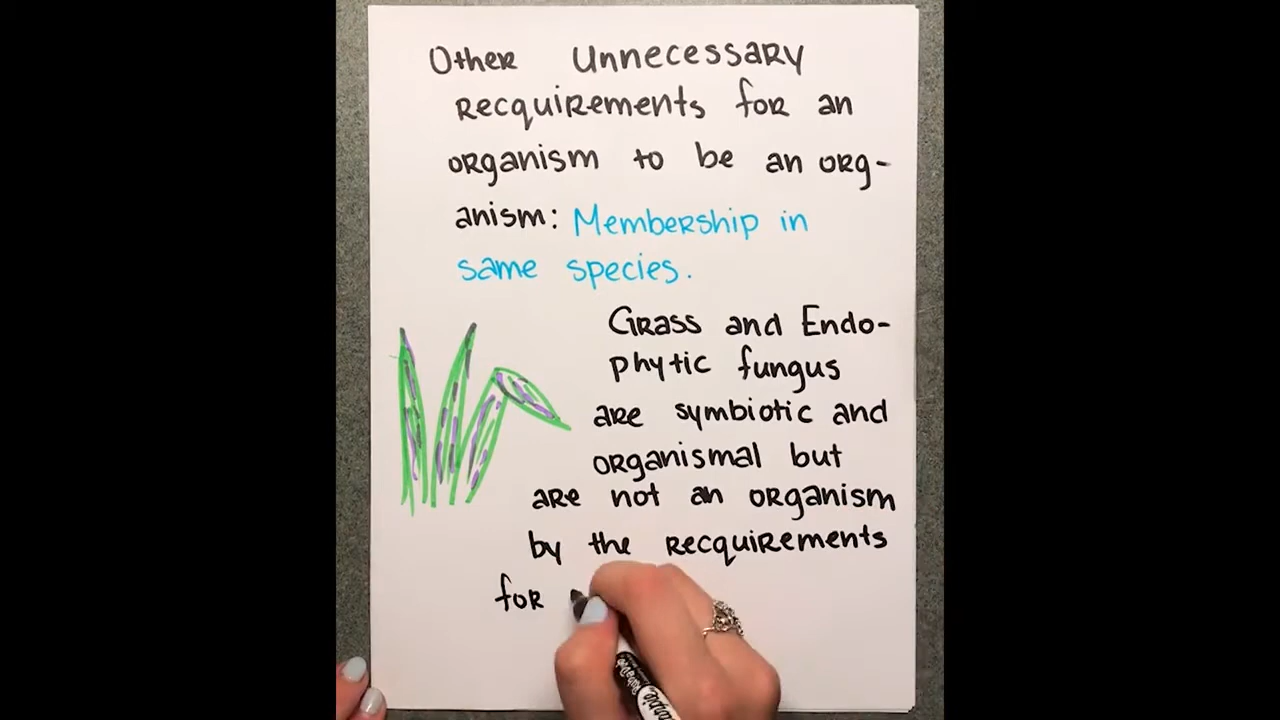 Other Unnecessary
Recquirements for an
organism to be an org-
anism: Membership in
same species.
Grass and Endo-
phytic fungus
are symbiotic and
organismal but
are not an organism
by the recquirements
for